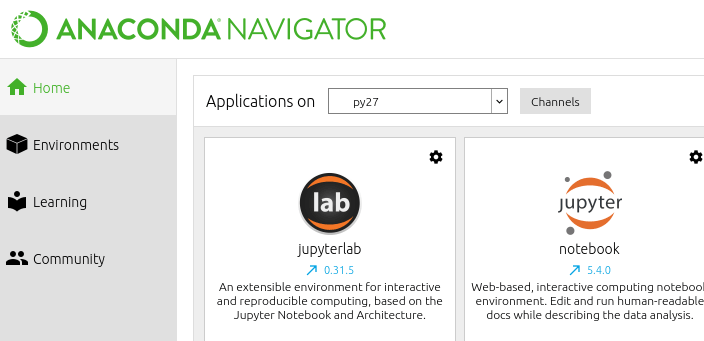 ANACONDA NAVIGATOR
Home
Applications on py27 Channels
Environments
Learning
Community
lab
jupyterlab
0.31.5
An extensible environment for interactive
and reproducible computing, based on the
Jupyter Notebook and Architecture.
jupyter
notebook
5.4.0
Web-based, interactive computing notebook
environment. Edit and run human-readable
docs while describing the data analysis.